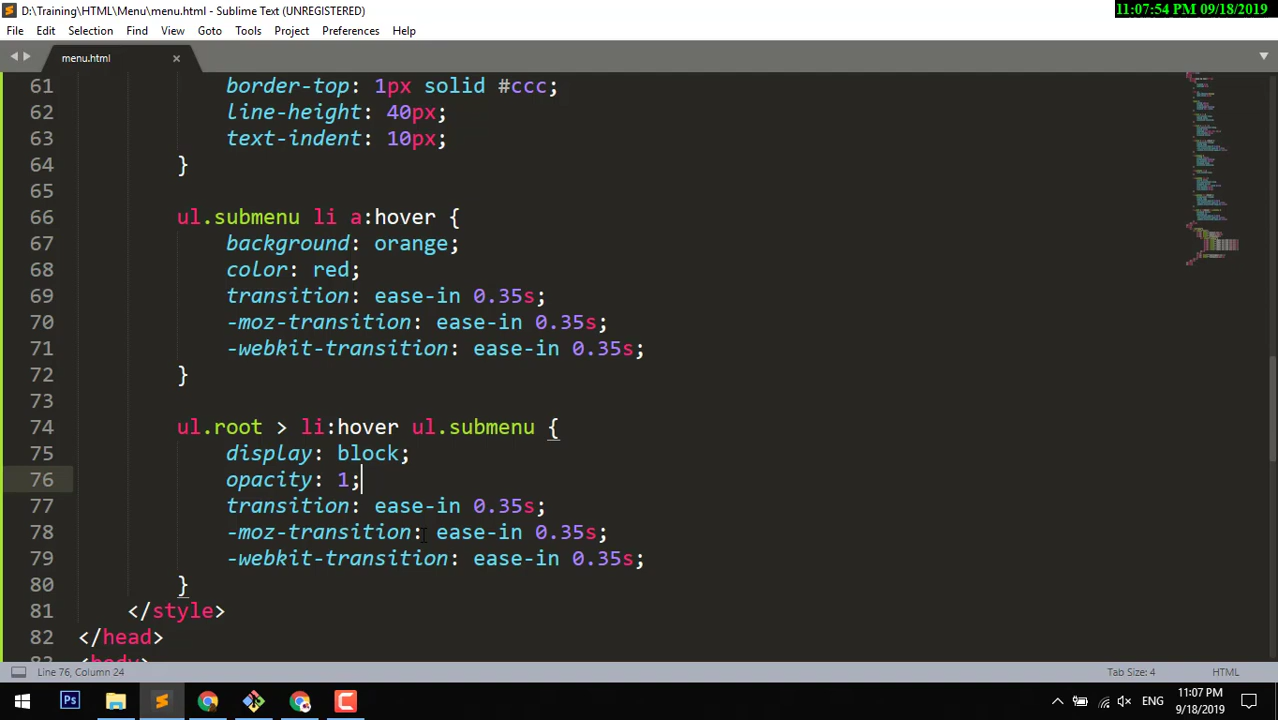 D:\Training\HTML\Menu\menu.html - Sublime Text (UNREGISTERED)
11:07:54 PM 09/18/2019
File Edit Selection Find View Goto Tools Project Preferences Help
menu.html
61 border-top: 1px solid #ccc;
62 line-height: 40px;
63 text-indent: 10px;
64 }
65
66 ul.submenu li a:hover {
67 background: orange;
68 color: red;
69 transition: ease-in 0.35s;
70 -moz-transition: ease-in 0.35s;
71 -webkit-transition: ease-in 0.35s;
72 }
73
74 ul.root > li:hover ul.submenu {
75 display: block;
76 opacity: 1;
77 transition: ease-in 0.35s;
78 -moz-transition: ease-in 0.35s;
79 -webkit-transition: ease-in 0.35s;
80 }
81 </style>
82 </head>
83 <body>
Line 76, Column 24
Tab Size: 4
HTML
Ps
ENG
11:07 PM
9/18/2019